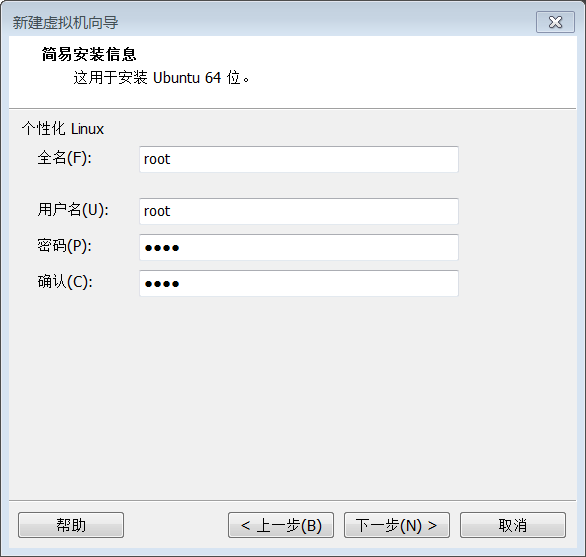 新建虚拟机向导
简易安装信息
这用于安装 Ubuntu 64 位。
个性化 Linux
全名(F): root
用户名(U): root
密码(P): ●●●●
确认(C): ●●●●
帮助 < 上一步(B) 下一步(N) > 取消